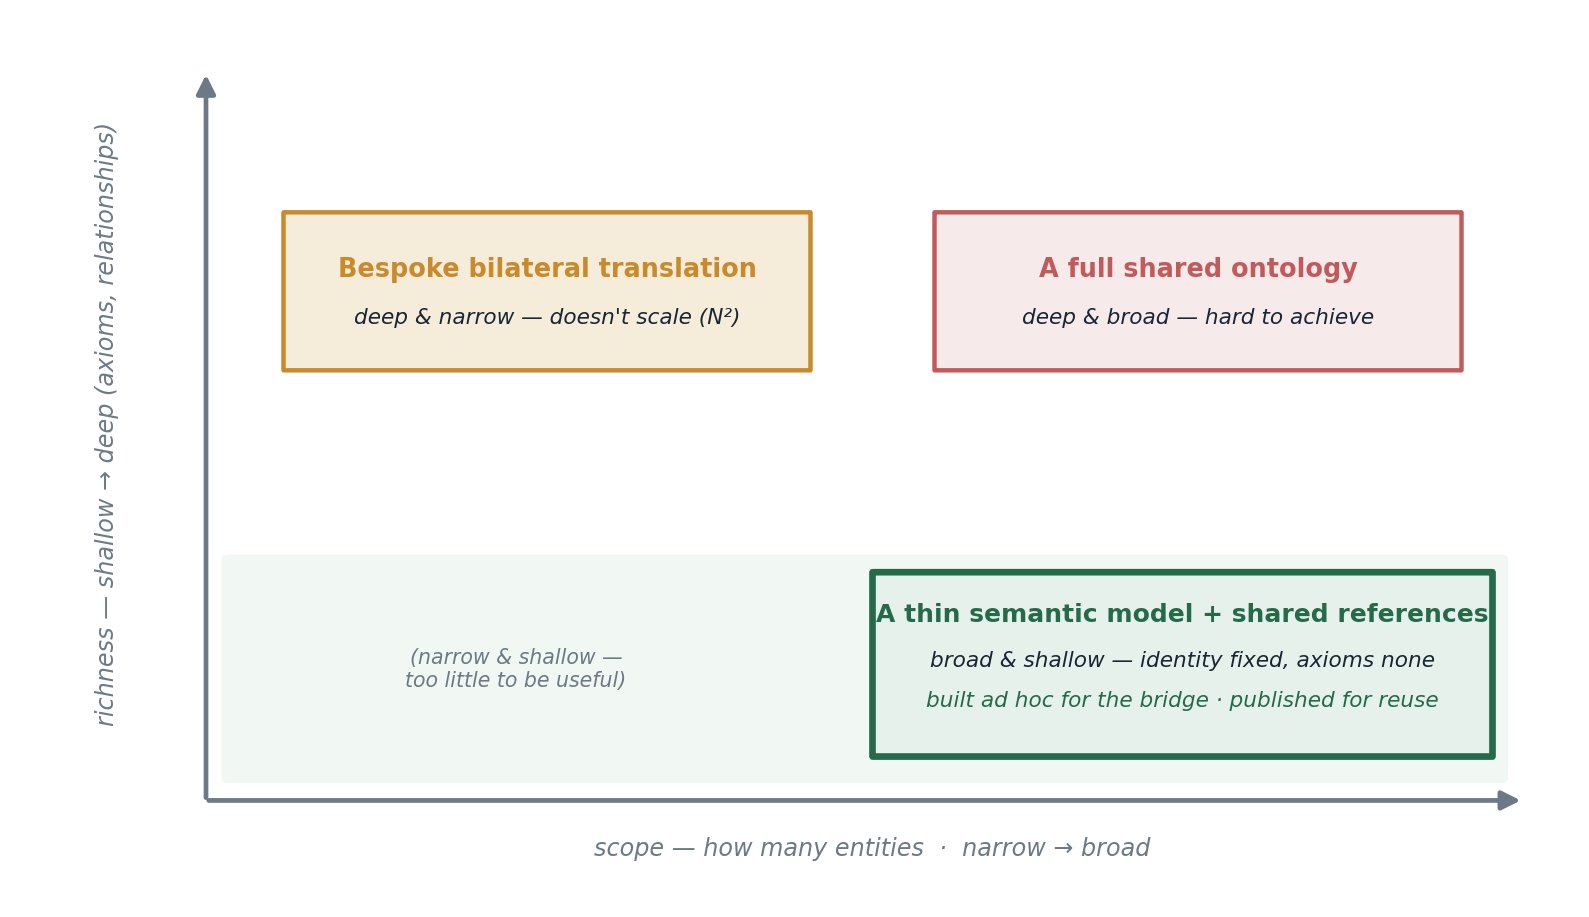 richness — shallow → deep (axioms, relationships)
Bespoke bilateral translation
deep & narrow — doesn't scale (N²)
A full shared ontology
deep & broad — hard to achieve
(narrow & shallow —
too little to be useful)
A thin semantic model + shared references
broad & shallow — identity fixed, axioms none
built ad hoc for the bridge · published for reuse
scope — how many entities · narrow → broad